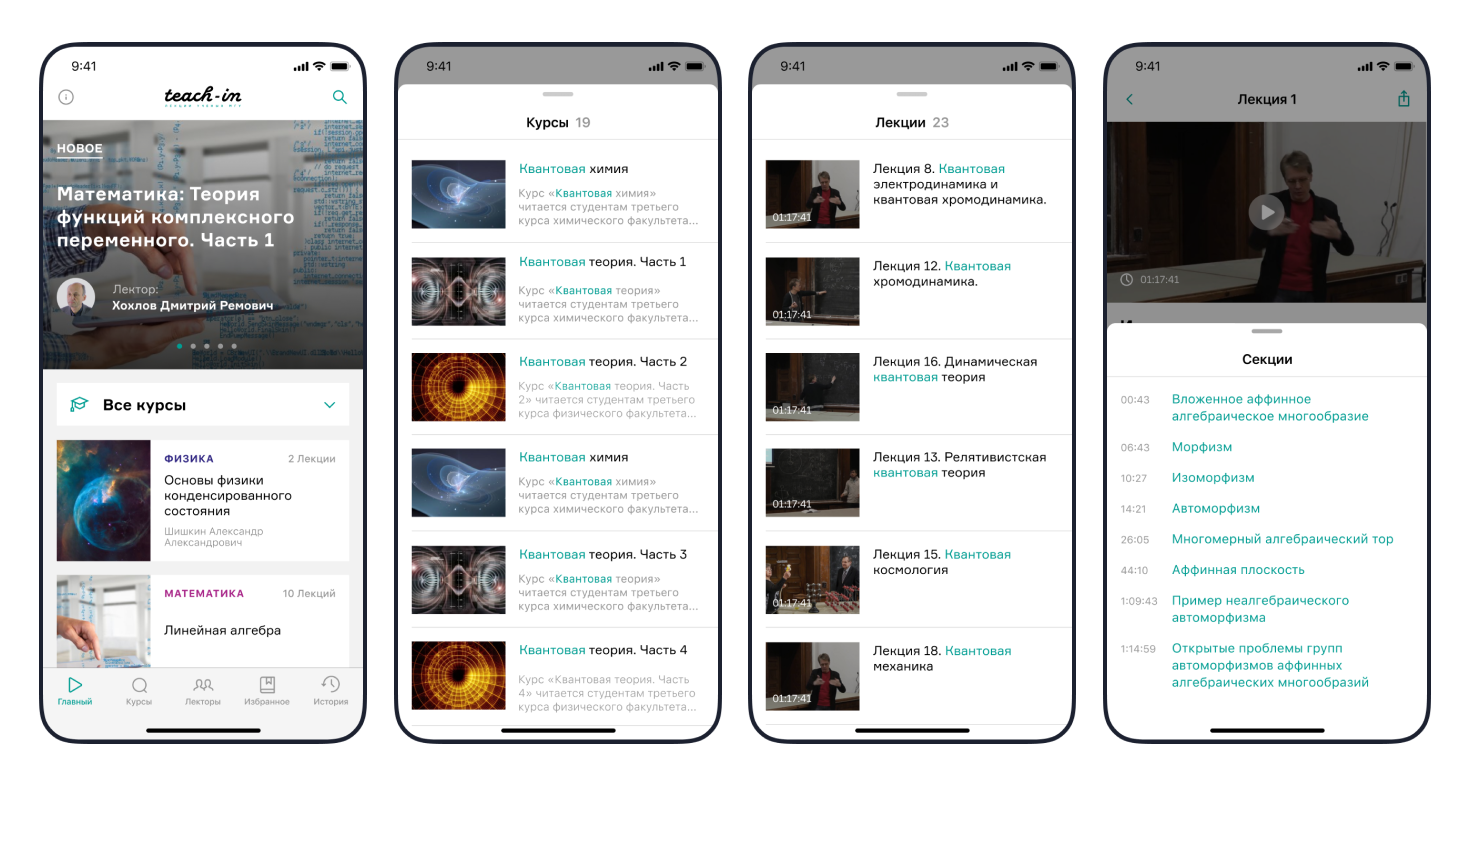 9:41
teach-in
НОВОЕ
Математика: Теория
функций комплексного
переменного. Часть 1
Лектор:
Хохлов Дмитрий Ремович
Все курсы
ФИЗИКА
2 Лекции
Основы физики
конденсированного
состояния
Шишкин Александр
Александрович
МАТЕМАТИКА
10 Лекций
Линейная алгебра
Главный
Курсы
Лекторы
Избранное
История
9:41
Курсы 19
Квантовая химия
Курс «Квантовая химия»
читается студентам третьего
курса химического факультета...
Квантовая теория. Часть 1
Курс «Квантовая теория»
читается студентам третьего
курса химического факультета...
Квантовая теория. Часть 2
Курс «Квантовая теория. Часть
2» читается студентам третьего
курса физического факультета...
Квантовая химия
Курс «Квантовая химия»
читается студентам третьего
курса химического факультета...
Квантовая теория. Часть 3
Курс «Квантовая теория»
читается студентам третьего
курса химического факультета...
Квантовая теория. Часть 4
Курс «Квантовая теория. Часть
4» читается студентам третьего
курса физического факультета...
9:41
Лекции 23
01:17:41
Лекция 8. Квантовая
электродинамика и
квантовая хромодинамика.
01:17:41
Лекция 12. Квантовая
хромодинамика.
01:17:41
Лекция 16. Динамическая
квантовая теория
01:17:41
Лекция 13. Релятивистская
квантовая теория
01:17:41
Лекция 15. Квантовая
космология
01:17:41
Лекция 18. Квантовая
механика
9:41
Лекция 1
01:17:41
Секции
00:43
Вложенное аффинное
алгебраическое многообразие
06:43
Морфизм
10:27
Изоморфизм
14:21
Автоморфизм
26:05
Многомерный алгебраический тор
44:10
Аффинная плоскость
1:09:43
Пример неалгебраического
автоморфизма
1:14:59
Открытые проблемы групп
автоморфизмов аффинных
алгебраических многообразий